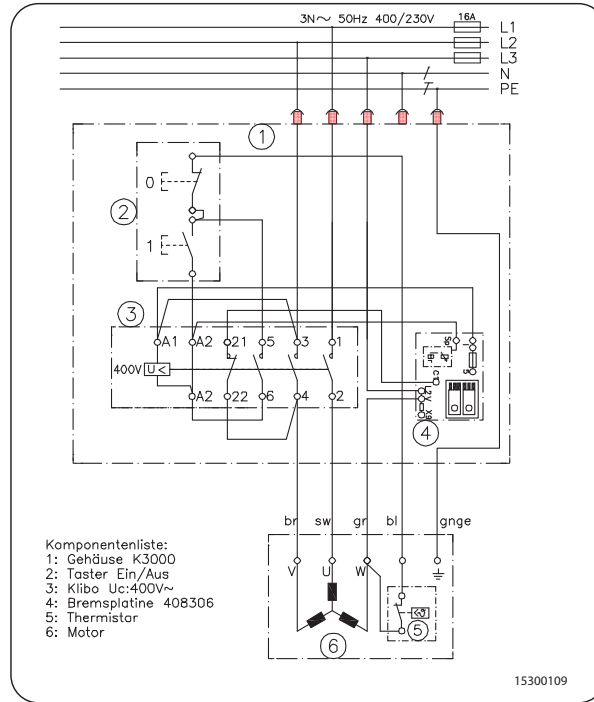 3N~ 50Hz 400/230V
16A
L1
L2
L3
N
PE
1
0
2
1
3
A1 A2 21 5 3 1
400V U<
A2 22 6 4 2
4
br sw gr bl gnge
V U W
5
6
Komponentenliste:
1: Gehäuse K3000
2: Taster Ein/Aus
3: Klibo Uc:400V~
4: Bremsplatine 408306
5: Thermistor
6: Motor
15300109